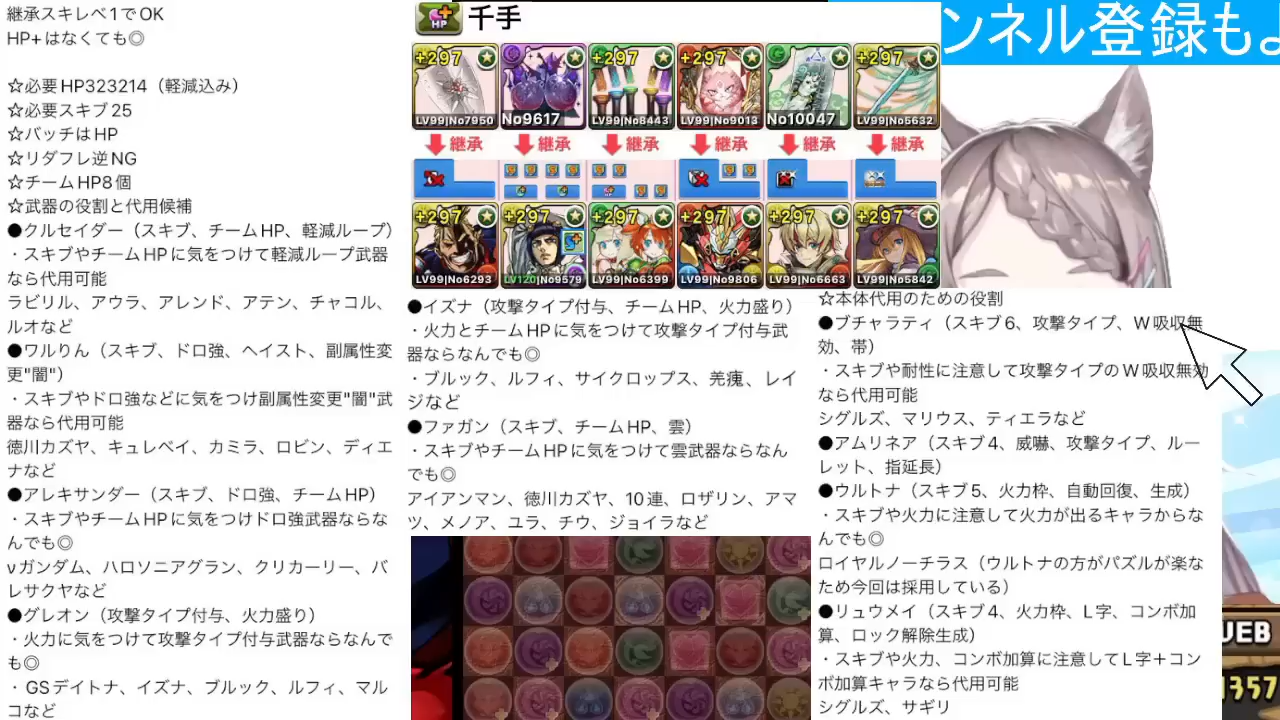 継承スキレベ1でOK
HP+はなくても◎
☆必要HP323214（軽減込み）
☆必要スキブ25
☆バッチはHP
☆リダフレ逆NG
☆チームHP8個
☆武器の役割と代用候補
●クルセイダー（スキブ、チームHP、軽減ループ）
・スキブやチームHPに気をつけて軽減ループ武器
なら代用可能
ラビリル、アウラ、アレンド、アテン、チャコル、
ルオなど
●ワルりん（スキブ、ドロ強、ヘイスト、副属性変
更"闇"）
・スキブやドロ強などに気をつけ副属性変更"闇"武
器なら代用可能
徳川カズヤ、キュレベイ、カミラ、ロビン、ディエ
ナなど
●アレキサンダー（スキブ、ドロ強、チームHP）
・スキブやチームHPに気をつけドロ強武器ならな
んでも◎
νガンダム、ハロソニアグラン、クリカーリー、バ
レサクヤなど
●グレオン（攻撃タイプ付与、火力盛り）
・火力に気をつけて攻撃タイプ付与武器ならなんで
も◎
・GSデイトナ、イズナ、ブルック、ルフィ、マル
コなど
HP
千手
+297
+297
+297
+297
LV99|No7950
No9617
LV99|No8443
LV99|No9013
No10047
LV99|No5632
継承
継承
継承
継承
継承
継承
+297
+297
+297
+297
+297
+297
LV99|No6293
LV120|No9579
LV99|No6399
LV99|No9806
LV99|No6663
LV99|No5842
●イズナ（攻撃タイプ付与、チームHP、火力盛り）
・火力とチームHPに気をつけて攻撃タイプ付与武
器ならなんでも◎
・ブルック、ルフィ、サイクロップス、羌瘣、レイ
ジなど
●ファガン（スキブ、チームHP、雲）
・スキブやチームHPに気をつけて雲武器ならなん
でも◎
アイアンマン、徳川カズヤ、10連、ロザリン、アマ
ツ、メノア、ユラ、チウ、ジョイラなど
ンネル登録もよ
☆本体代用のための役割
●ブチャラティ（スキブ6、攻撃タイプ、W吸収無
効、帯）
・スキブや耐性に注意して攻撃タイプのW吸収無効
なら代用可能
シグルズ、マリウス、ティエラなど
●アムリネア（スキブ4、威嚇、攻撃タイプ、ルー
レット、指延長）
●ウルトナ（スキブ5、火力枠、自動回復、生成）
・スキブや火力に注意して火力が出るキャラからな
んでも◎
ロイヤルノーチラス（ウルトナの方がパズルが楽な
ため今回は採用している）
●リュウメイ（スキブ4、火力枠、L字、コンボ加
算、ロック解除生成）
・スキブや火力、コンボ加算に注意してL字＋コン
ボ加算キャラなら代用可能
シグルズ、サギリ
UEB
1357